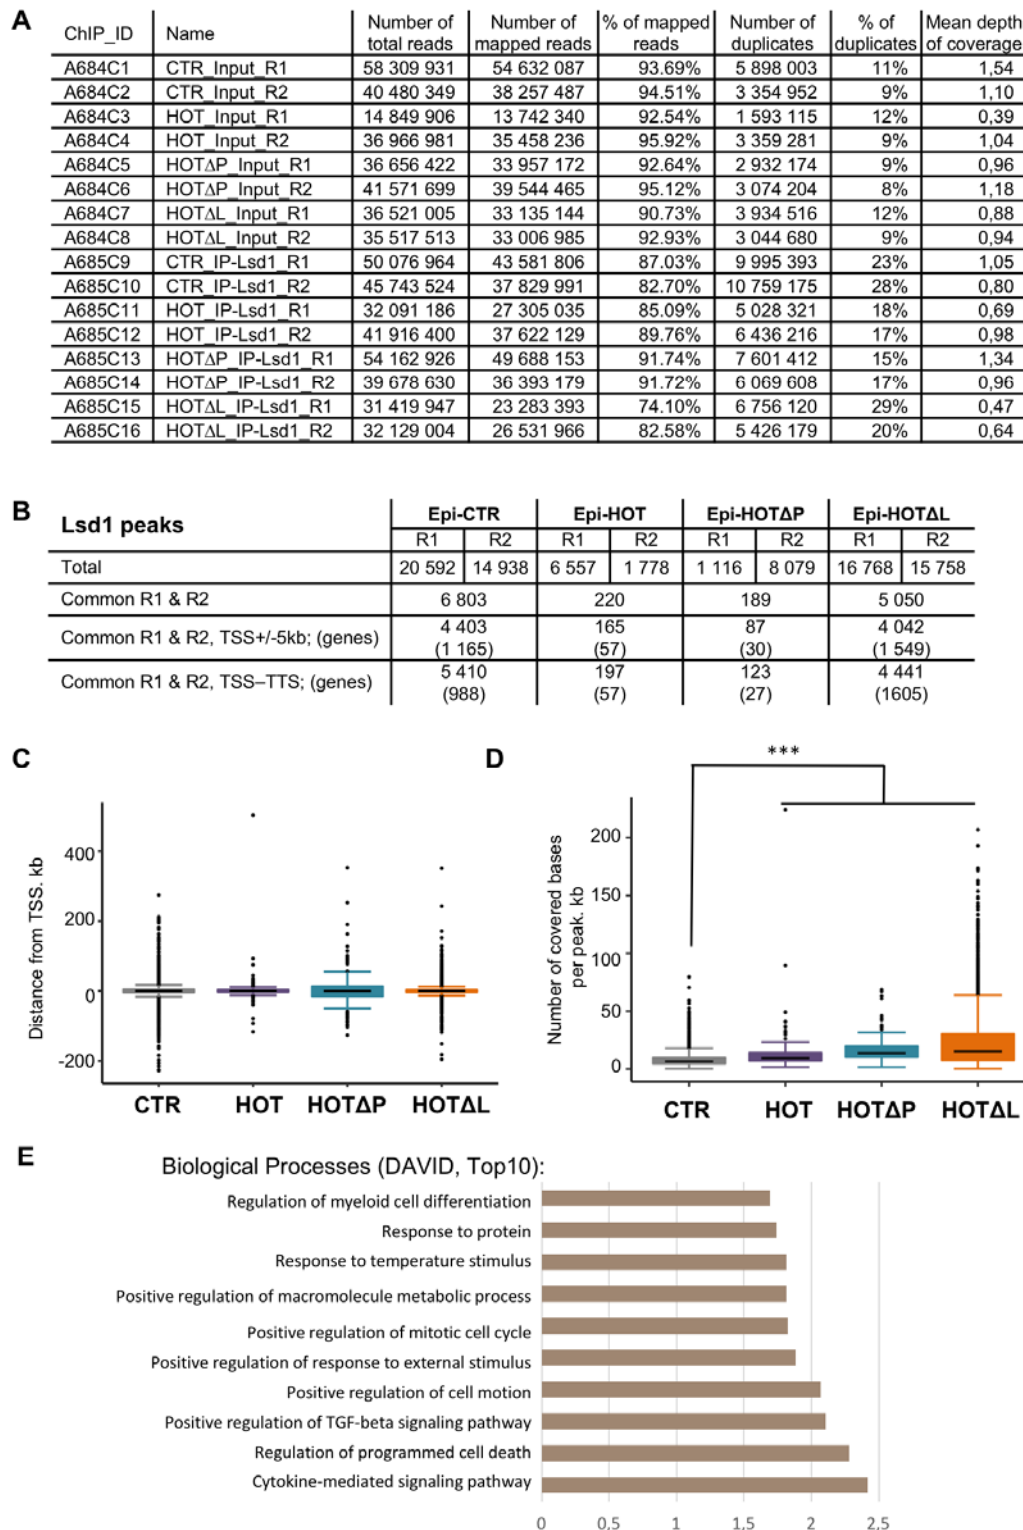 A
ChIP_ID Name Number of total reads Number of mapped reads % of mapped reads Number of duplicates % of duplicates Mean depth of coverage
A684C1 CTR_Input_R1 58 309 931 54 632 087 93.69% 5 898 003 11% 1,54
A684C2 CTR_Input_R2 40 480 349 38 257 487 94.51% 3 354 952 9% 1,10
A684C3 HOT_Input_R1 14 849 906 13 742 340 92.54% 1 593 115 12% 0,39
A684C4 HOT_Input_R2 36 966 981 35 458 236 95.92% 3 359 281 9% 1,04
A684C5 HOTΔP_Input_R1 36 656 422 33 957 172 92.64% 2 932 174 9% 0,96
A684C6 HOTΔP_Input_R2 41 571 699 39 544 465 95.12% 3 074 204 8% 1,18
A684C7 HOTΔL_Input_R1 36 521 005 33 135 144 90.73% 3 934 516 12% 0,88
A684C8 HOTΔL_Input_R2 35 517 513 33 006 985 92.93% 3 044 680 9% 0,94
A685C9 CTR_IP-Lsd1_R1 50 076 964 43 581 806 87.03% 9 995 393 23% 1,05
A685C10 CTR_IP-Lsd1_R2 45 743 524 37 829 991 82.70% 10 759 175 28% 0,80
A685C11 HOT_IP-Lsd1_R1 32 091 186 27 305 035 85.09% 5 028 321 18% 0,69
A685C12 HOT_IP-Lsd1_R2 41 916 400 37 622 129 89.76% 6 436 216 17% 0,98
A685C13 HOTΔP_IP-Lsd1_R1 54 162 926 49 688 153 91.74% 7 601 412 15% 1,34
A685C14 HOTΔP_IP-Lsd1_R2 39 678 630 36 393 179 91.72% 6 069 608 17% 0,96
A685C15 HOTΔL_IP-Lsd1_R1 31 419 947 23 283 393 74.10% 6 756 120 29% 0,47
A685C16 HOTΔL_IP-Lsd1_R2 32 129 004 26 531 966 82.58% 5 426 179 20% 0,64
B
Lsd1 peaks Epi-CTR Epi-HOT Epi-HOTΔP Epi-HOTΔL
R1 R2 R1 R2 R1 R2 R1 R2
Total 20 592 14 938 6 557 1 778 1 116 8 079 16 768 15 758
Common R1 & R2 6 803 220 189 5 050
Common R1 & R2, TSS+/-5kb; (genes) 4 403 (1 165) 165 (57) 87 (30) 4 042 (1 549)
Common R1 & R2, TSS–TTS; (genes) 5 410 (988) 197 (57) 123 (27) 4 441 (1605)
C
Distance from TSS. kb
400
200
0
-200
CTR HOT HOTΔP HOTΔL
D
***
Number of covered bases
per peak. kb
200
150
100
50
0
CTR HOT HOTΔP HOTΔL
E
Biological Processes (DAVID, Top10):
Regulation of myeloid cell differentiation
Response to protein
Response to temperature stimulus
Positive regulation of macromolecule metabolic process
Positive regulation of mitotic cell cycle
Positive regulation of response to external stimulus
Positive regulation of cell motion
Positive regulation of TGF-beta signaling pathway
Regulation of programmed cell death
Cytokine-mediated signaling pathway
0 0,5 1 1,5 2 2,5